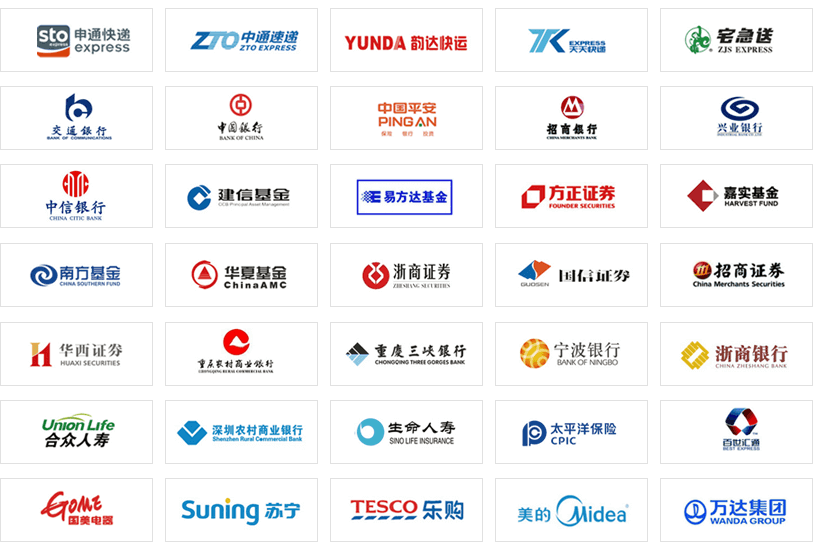 sto
express
申通快递
express
ZTO 中通速递
ZTO EXPRESS
YUNDA 韵达快运
EXPRESS
天天快递
宅急送
ZJS EXPRESS
交通银行
BANK OF COMMUNICATIONS
中国银行
BANK OF CHINA
中国平安
PINGAN
保险 银行 投资
招商银行
CHINA MERCHANTS BANK
兴业银行
INDUSTRIAL BANK CO.,LTD.
中信银行
CHINA CITIC BANK
建信基金
CCB Principal Asset Management
易方达基金
方正证券
FOUNDER SECURITIES
嘉实基金
HARVEST FUND
南方基金
CHINA SOUTHERN FUND
华夏基金
ChinaAMC
浙商证券
ZHESHANG SECURITIES
GUOSEN
国信证券
招商证券
China Merchants Securities
华西证券
HUAXI SECURITIES
重庆农村商业银行
CHONGQING RURAL COMMERCIAL BANK
重慶三峡银行
CHONGQING THREE GORGES BANK
宁波银行
BANK OF NINGBO
浙商银行
CHINA ZHESHANG BANK
Union Life
合众人寿
深圳农村商业银行
Shenzhen Rural Commercial Bank
生命人寿
SINO LIFE INSURANCE
太平洋保险
CPIC
百世汇通
BEST EXPRESS
GOME
国美电器
Suning 苏宁
TESCO 乐购
美的 Midea
万达集团
WANDA GROUP